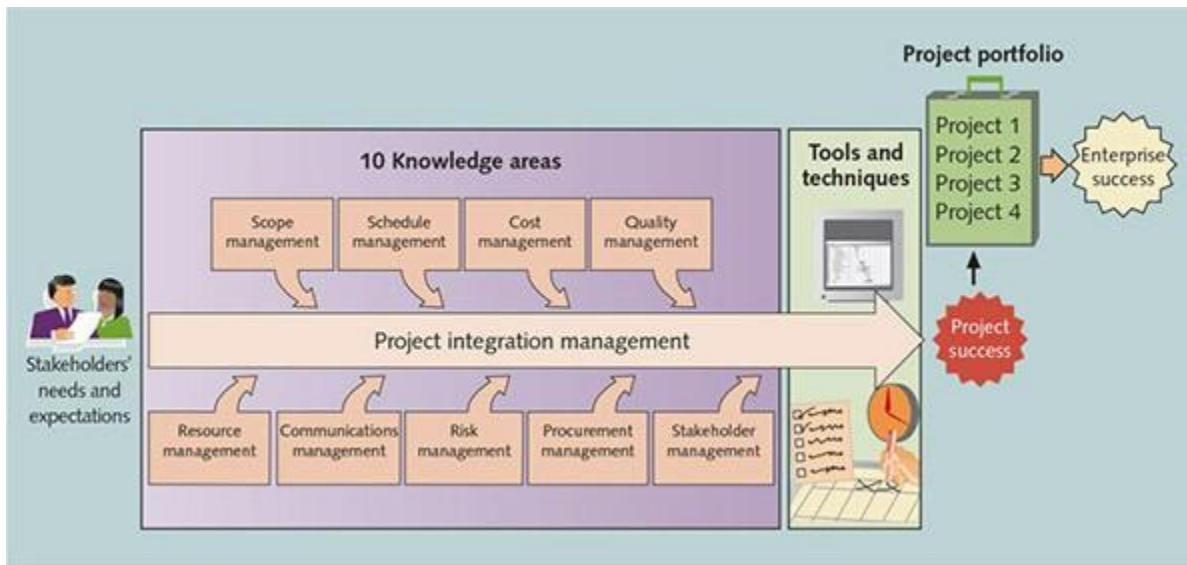 Project portfolio
Project 1
Project 2
Project 3
Project 4
Enterprise
success
10 Knowledge areas
Tools and
techniques
Scope
management
Schedule
management
Cost
management
Quality
management
Stakeholders'
needs and
expectations
Project integration management
Project
success
Resource
management
Communications
management
Risk
management
Procurement
management
Stakeholder
management